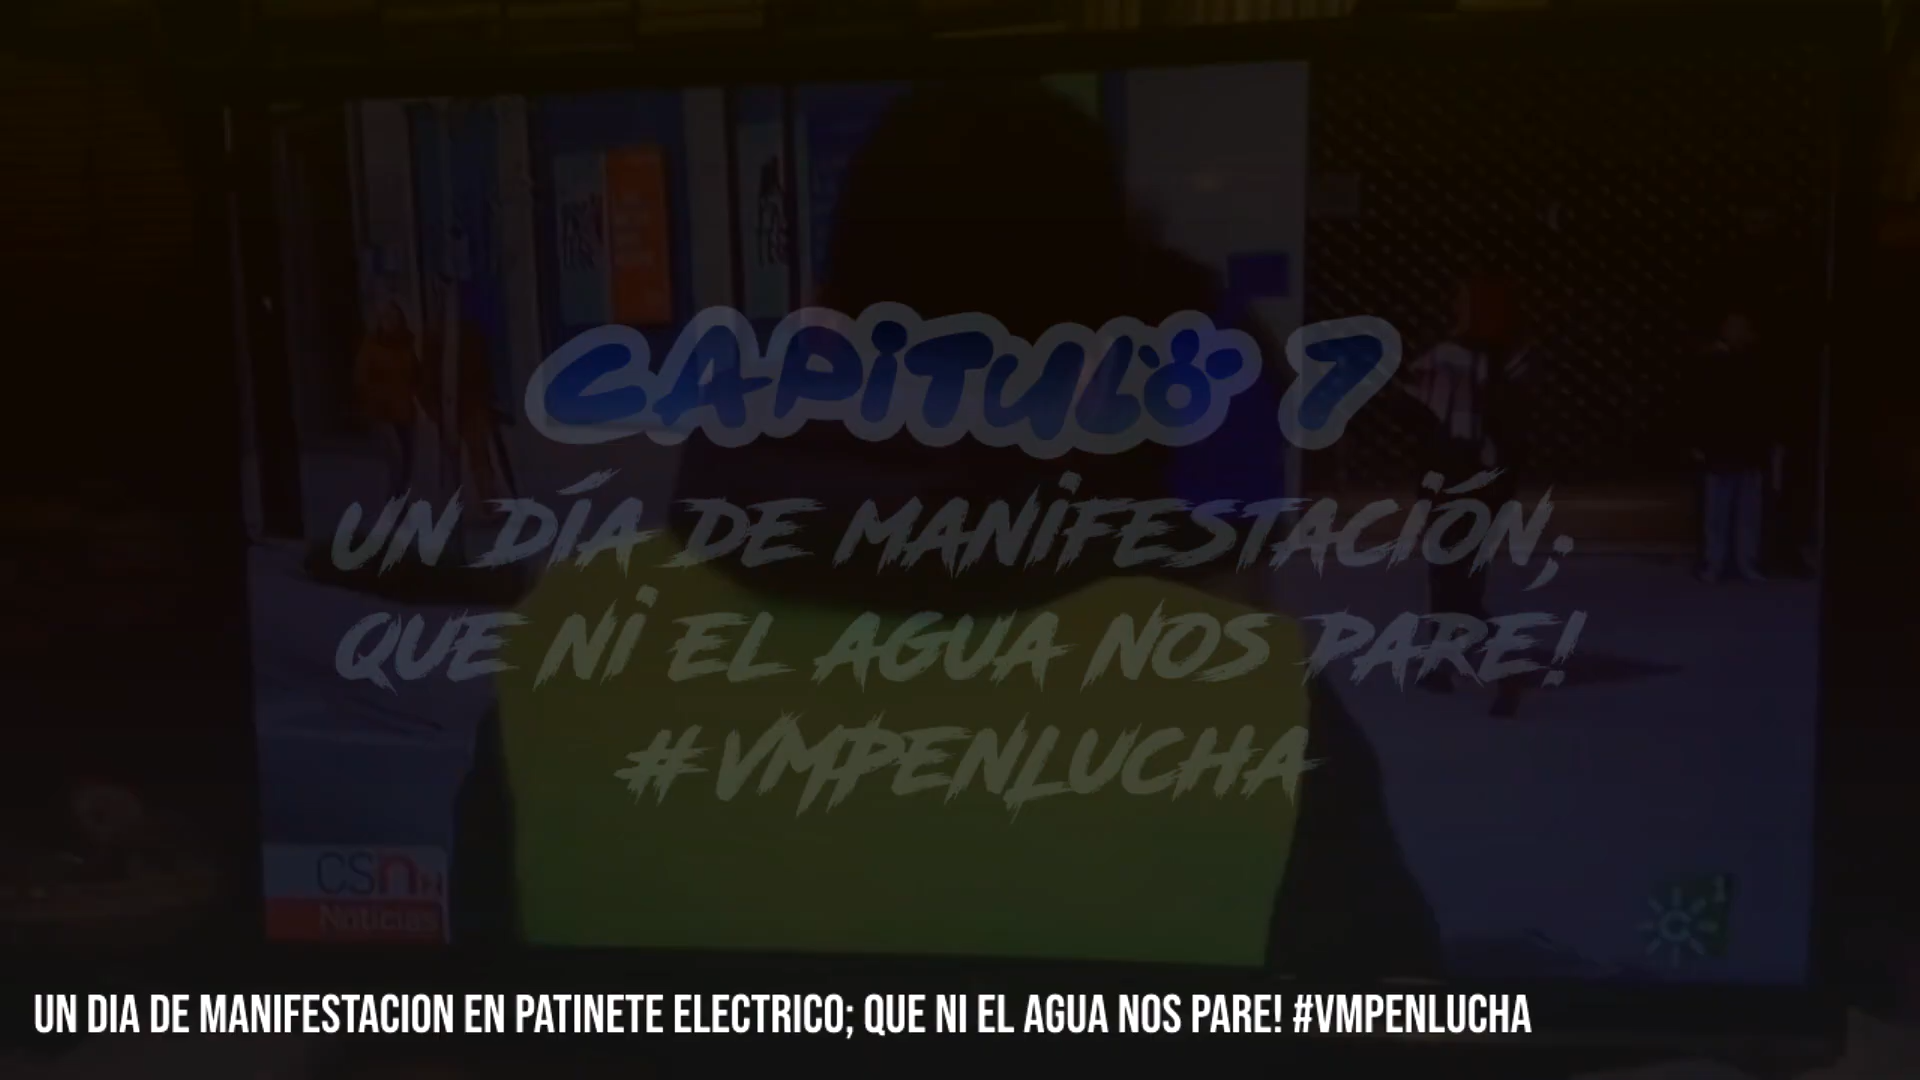 CAPITULO 7
UN DÍA DE MANIFESTACIÓN;
QUE NI EL AGUA NOS PARE!
#VMPENLUCHA
CSn
Noticias
1
UN DIA DE MANIFESTACION EN PATINETE ELECTRICO; QUE NI EL AGUA NOS PARE! #VMPENLUCHA